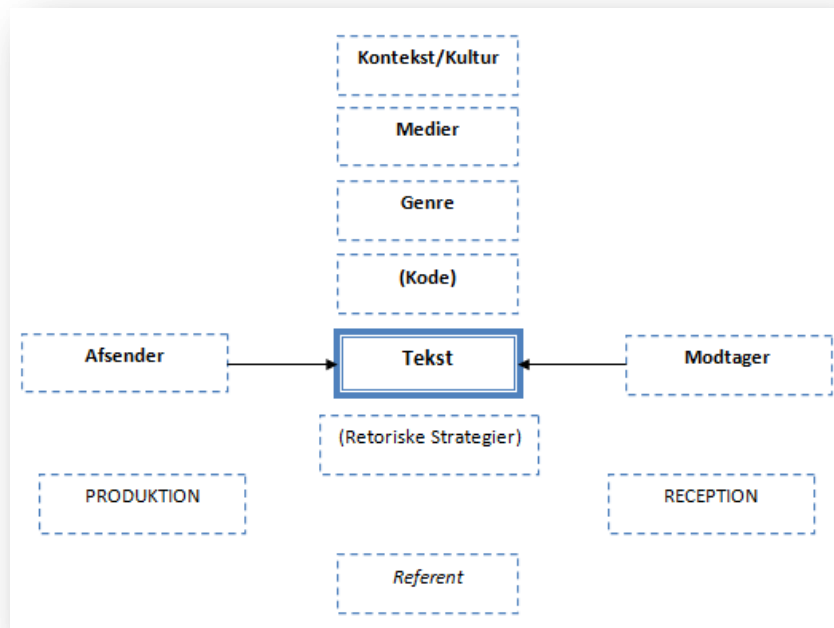 Kontekst/Kultur
Medier
Genre
(Kode)
Afsender
Tekst
Modtager
(Retoriske Strategier)
PRODUKTION
RECEPTION
Referent